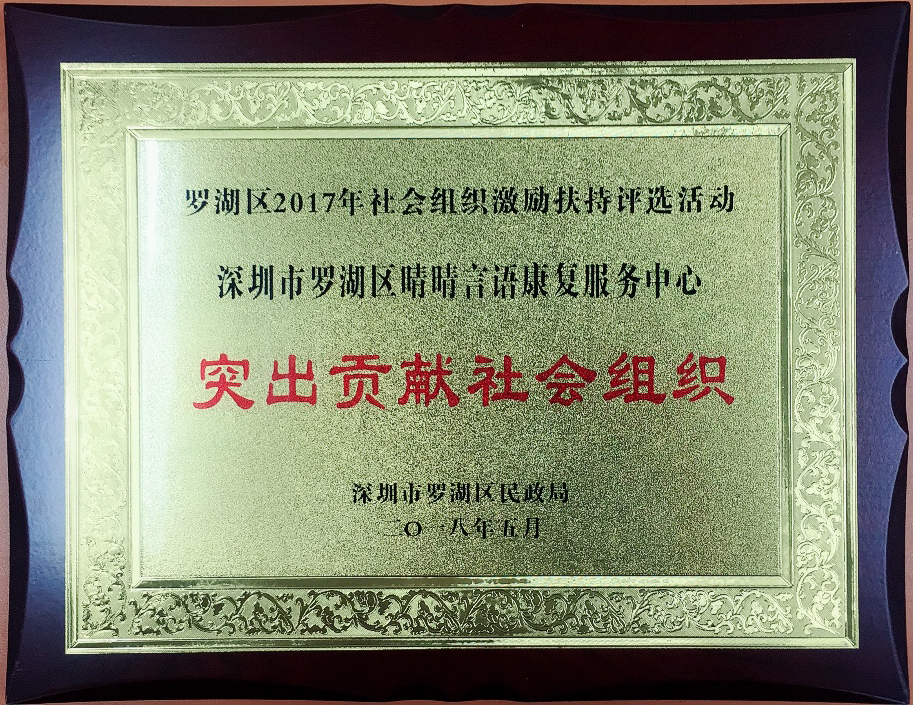 罗湖区2017年社会组织激励扶持评选活动
深圳市罗湖区晴晴言语康复服务中心
突出贡献社会组织
深圳市罗湖区民政局
二〇一八年五月